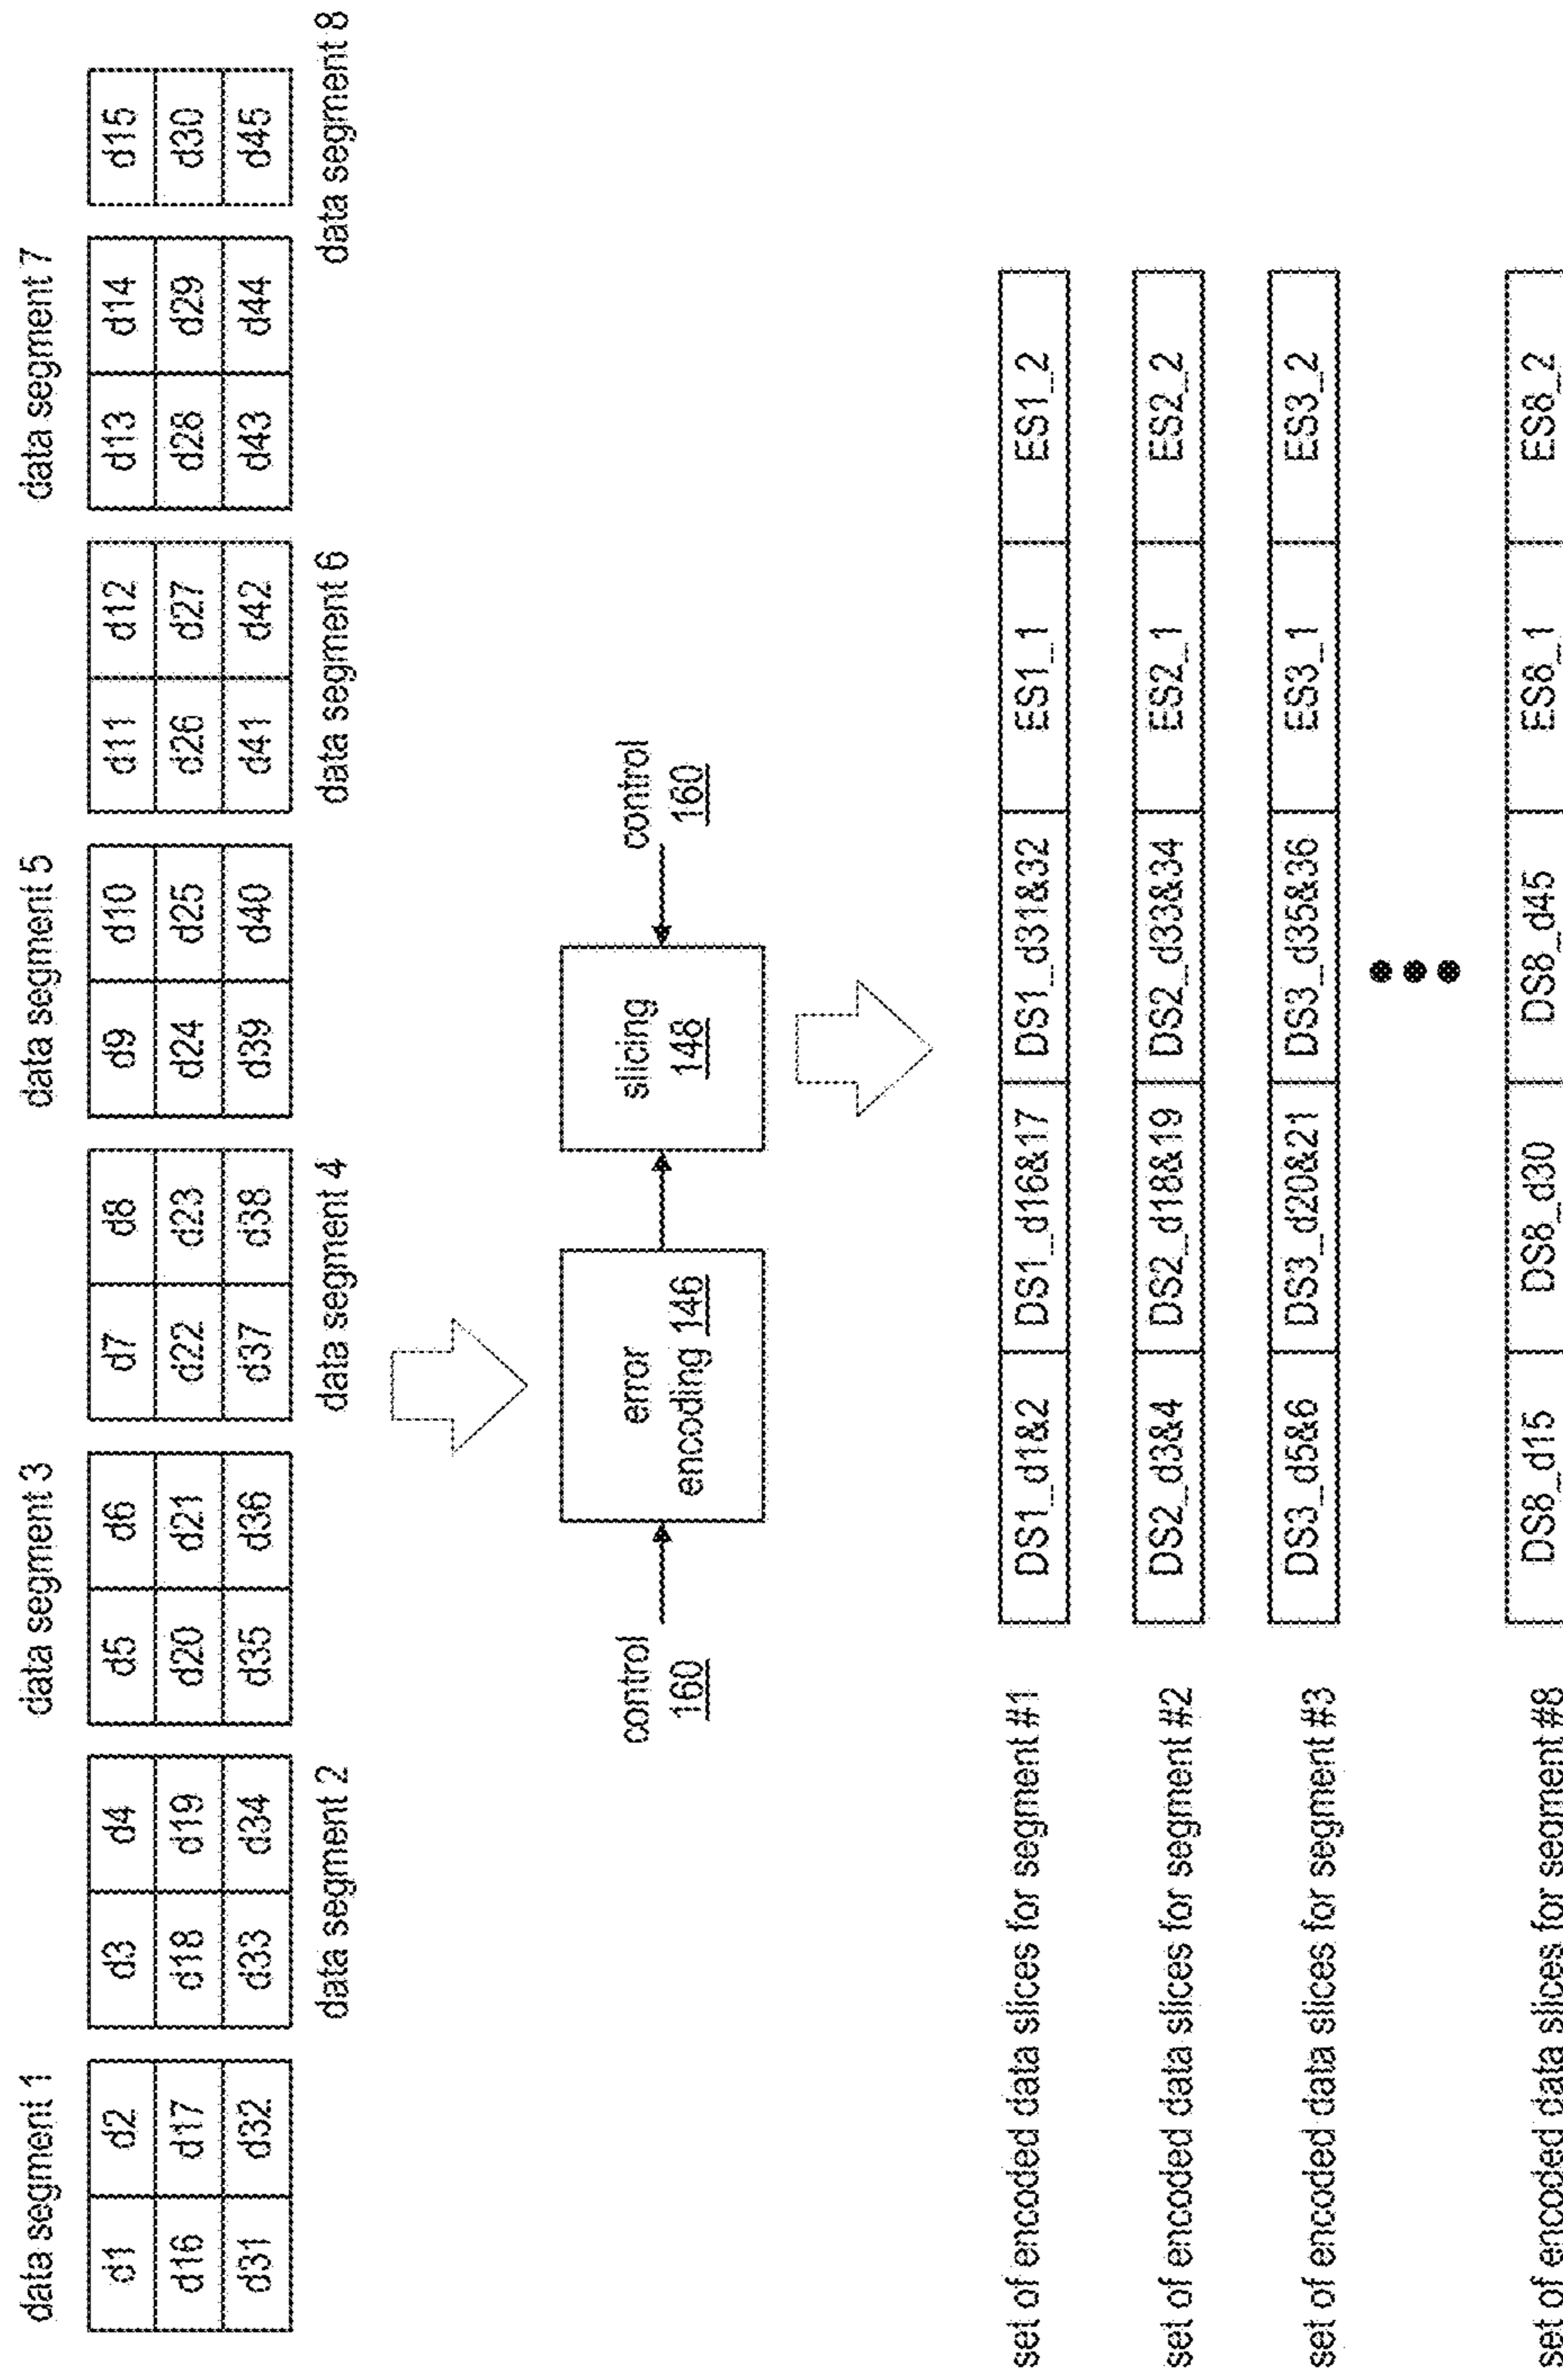 data segment 1
data segment 3
data segment 5
data segment 7
d1 d2 d3 d4 d5 d6 d7 d8 d9 d10 d11 d12 d13 d14 d15
d16 d17 d18 d19 d20 d21 d22 d23 d24 d25 d26 d27 d28 d29 d30
d31 d32 d33 d34 d35 d36 d37 d38 d39 d40 d41 d42 d43 d44 d45
data segment 2
data segment 4
data segment 6
data segment 8
control
160
error
encoding 146
slicing
148
control
160
set of encoded data slices for segment #1 DS1_d1&2 DS1_d16&17 DS1_d31&32 ES1_1 ES1_2
set of encoded data slices for segment #2 DS2_d3&4 DS2_d18&19 DS2_d33&34 ES2_1 ES2_2
set of encoded data slices for segment #3 DS3_d5&6 DS3_d20&21 DS3_d35&36 ES3_1 ES3_2
set of encoded data slices for segment #8 DS8_d15 DS8_d30 DS8_d45 ES8_1 ES8_2